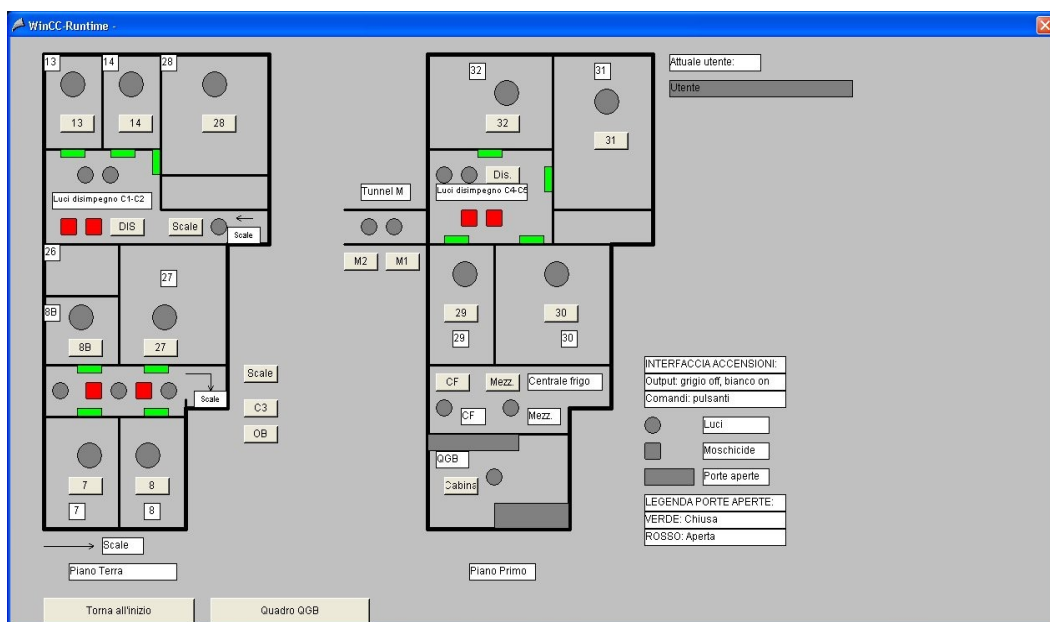 WinCC-Runtime -
13
14
28
13
14
28
Luci disimpegno C1-C2
DIS
Scale
Scale
26
27
8B
8B
27
Scale
Scale
C3
OB
7
8
7
8
Scale
Piano Terra
Torna all'inizio
Quadro QGB
32
31
32
31
Dis.
Luci disimpegno C4-C5
Tunnel M
M2
M1
29
30
29
30
CF
Mezz.
Centrale frigo
CF
Mezz.
QGB
Cabina
Piano Primo
Attuale utente:
Utente
INTERFACCIA ACCENSIONI:
Output: grigio off, bianco on
Comandi: pulsanti
Luci
Moschicide
Porte aperte
LEGENDA PORTE APERTE:
VERDE: Chiusa
ROSSO: Aperta